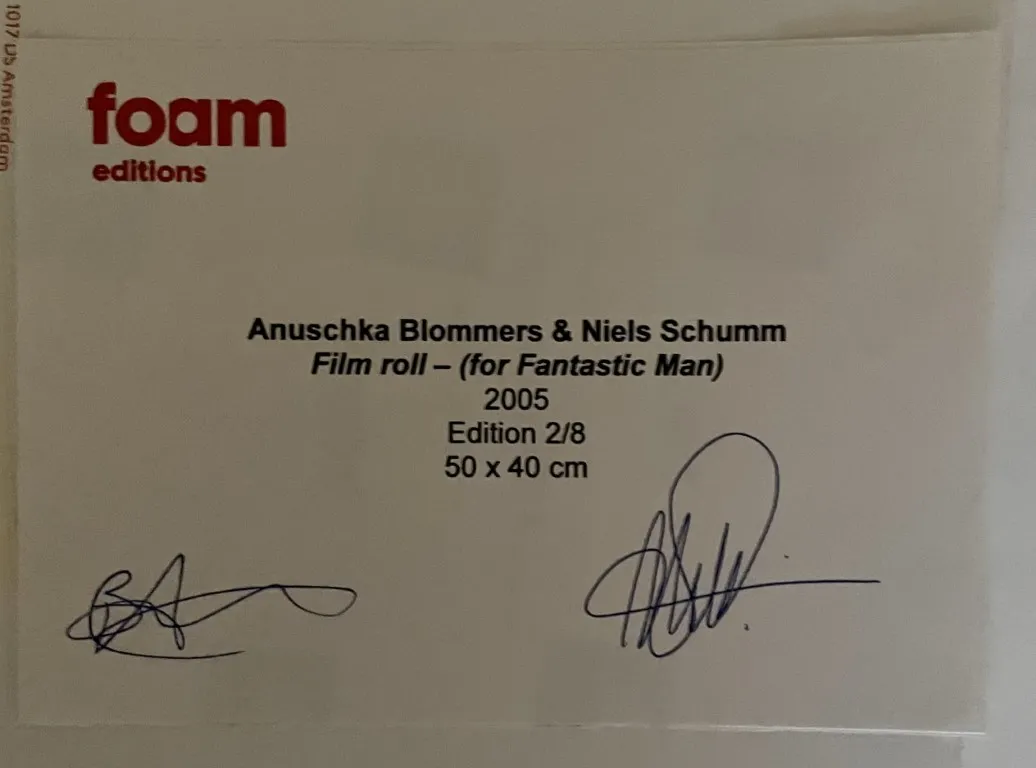 1017 DS Amsterdam
foam
editions
Anuschka Blommers & Niels Schumm
Film roll – (for Fantastic Man)
2005
Edition 2/8
50 x 40 cm